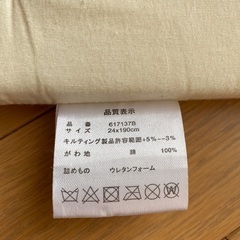 品質表示
品　番　617137B
サイズ　24x190cm
キルティング製品許容範囲+5%−3%
がわ地　綿　100%
詰めもの　ウレタンフォーム